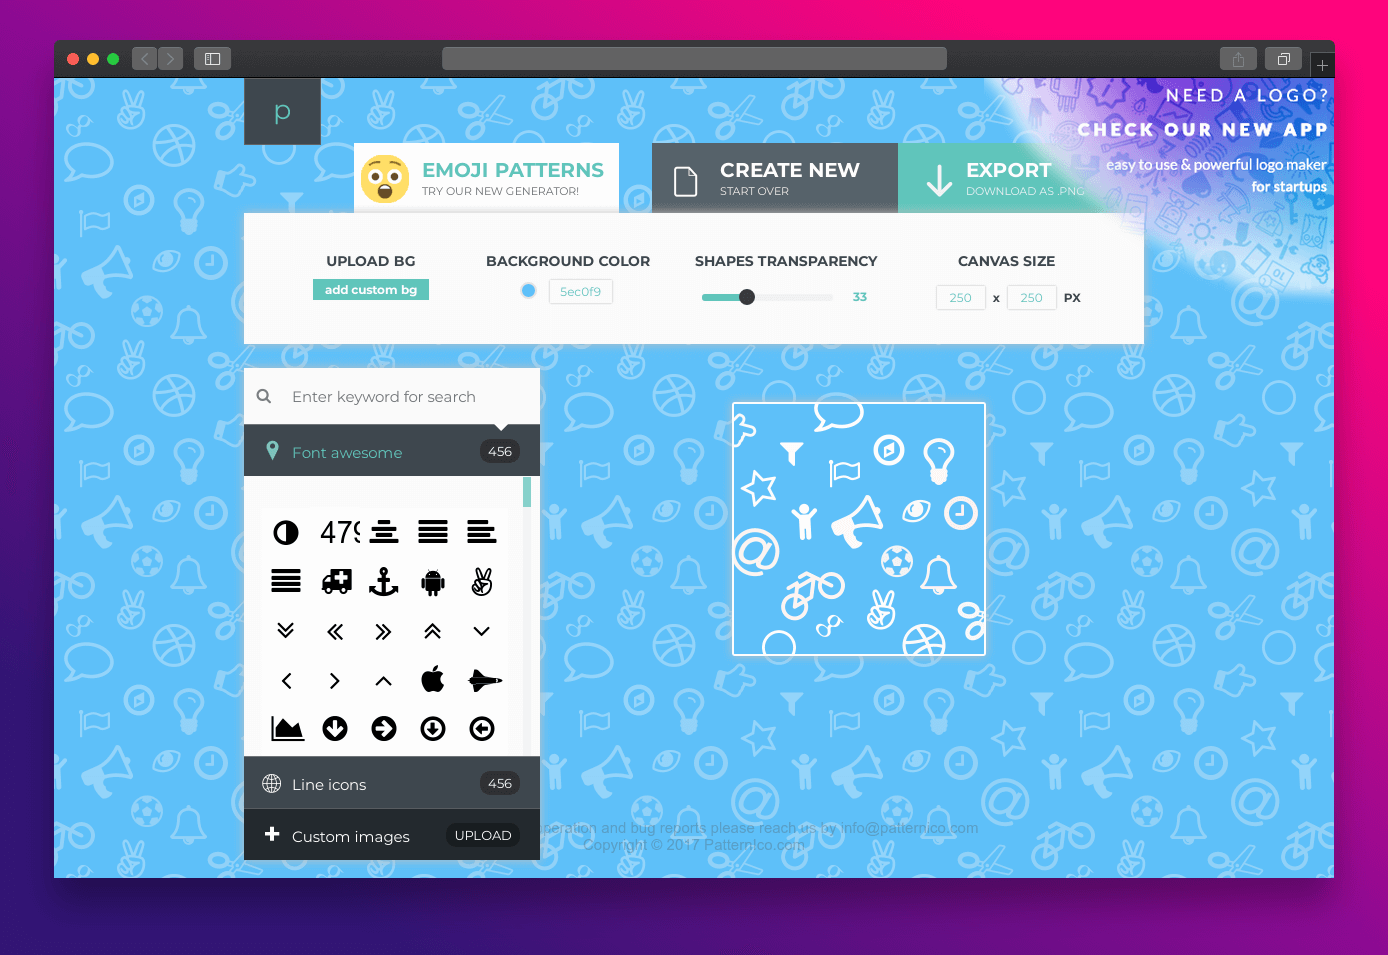 p
NEED A LOGO?
CHECK OUR NEW APP
easy to use & powerful logo maker
for startups
EMOJI PATTERNS
TRY OUR NEW GENERATOR!
CREATE NEW
START OVER
EXPORT
DOWNLOAD AS .PNG
UPLOAD BG
add custom bg
BACKGROUND COLOR
5ec0f9
SHAPES TRANSPARENCY
33
CANVAS SIZE
250 x 250 PX
Enter keyword for search
Font awesome 456
479
Line icons 456
Custom images UPLOAD
and bug reports please reach us by info@patternico.com
Copyright © 2017 PatternIco.com